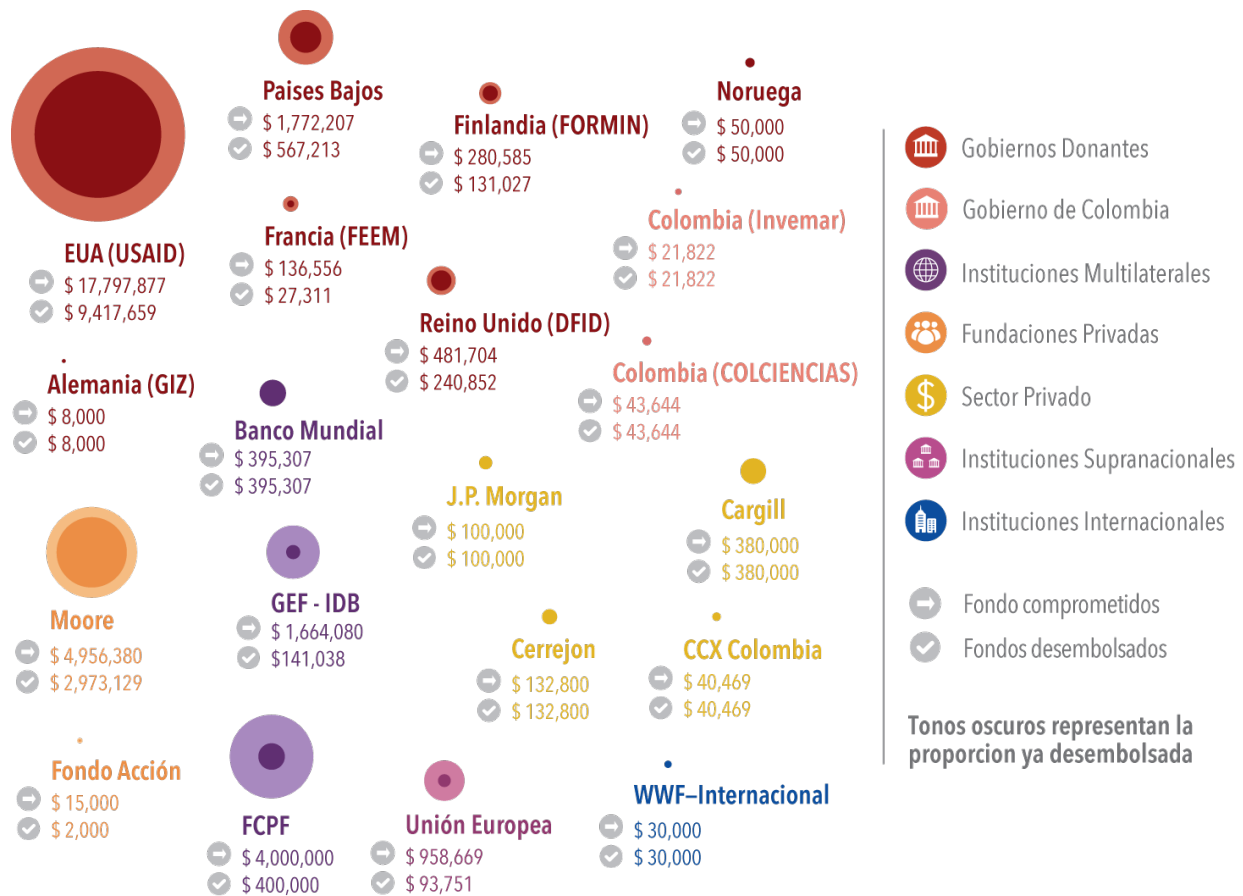 Paises Bajos
$ 1,772,207
$ 567,213
Finlandia (FORMIN)
$ 280,585
$ 131,027
Noruega
$ 50,000
$ 50,000
EUA (USAID)
$ 17,797,877
$ 9,417,659
Francia (FEEM)
$ 136,556
$ 27,311
Colombia (Invemar)
$ 21,822
$ 21,822
Reino Unido (DFID)
$ 481,704
$ 240,852
Alemania (GIZ)
$ 8,000
$ 8,000
Banco Mundial
$ 395,307
$ 395,307
Colombia (COLCIENCIAS)
$ 43,644
$ 43,644
J.P. Morgan
$ 100,000
$ 100,000
Cargill
$ 380,000
$ 380,000
Moore
$ 4,956,380
$ 2,973,129
GEF - IDB
$ 1,664,080
$141,038
Cerrejon
$ 132,800
$ 132,800
CCX Colombia
$ 40,469
$ 40,469
Fondo Acción
$ 15,000
$ 2,000
FCPF
$ 4,000,000
$ 400,000
Unión Europea
$ 958,669
$ 93,751
WWF–Internacional
$ 30,000
$ 30,000
Gobiernos Donantes
Gobierno de Colombia
Instituciones Multilaterales
Fundaciones Privadas
$ Sector Privado
Instituciones Supranacionales
Instituciones Internacionales
Fondo comprometidos
Fondos desembolsados
Tonos oscuros representan la
proporcion ya desembolsada